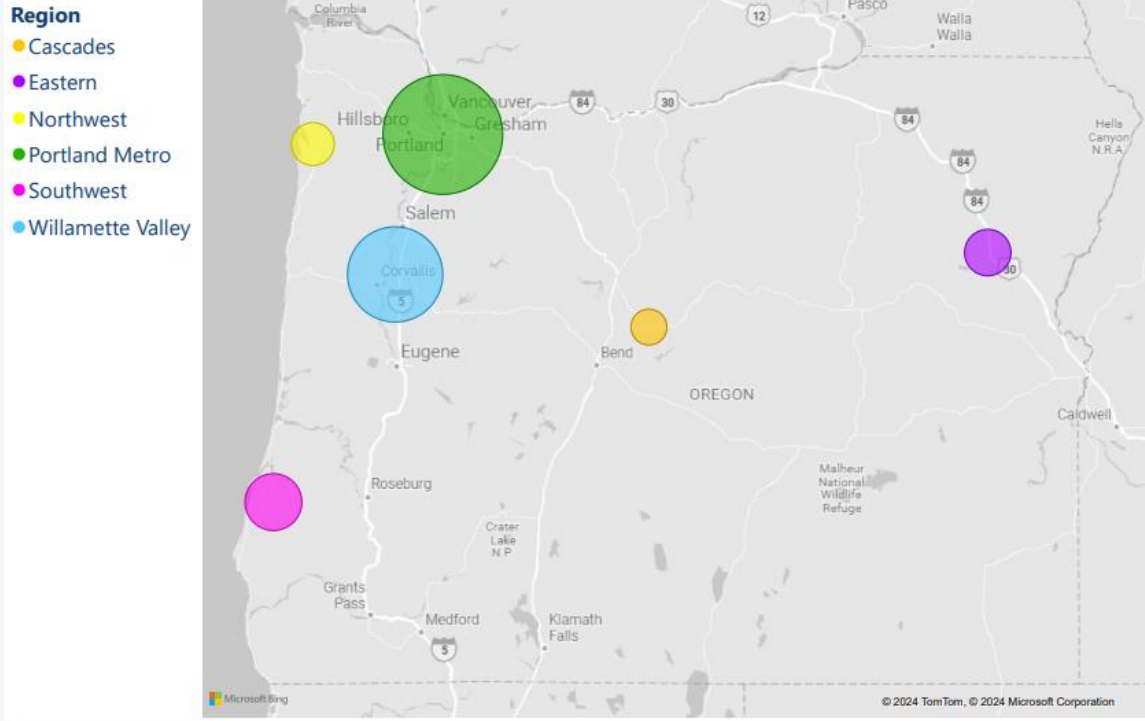 Region
Cascades
Eastern
Northwest
Portland Metro
Southwest
Willamette Valley
Columbia
River
12
Pasco
Walla
Walla
Vancouver
84
30
Hillsboro
Gresham
Portland
84
Hella
Canyon
N.R.A.
84
84
Salem
Corvallis
5
30
Eugene
Bend
OREGON
Caldwell
Roseburg
Malheur
National
Wildlife
Refuge
Crater
Lake
N.P
Grants
Pass
Medford
Klamath
Falls
5
Microsoft Bing
© 2024 TomTom, © 2024 Microsoft Corporation